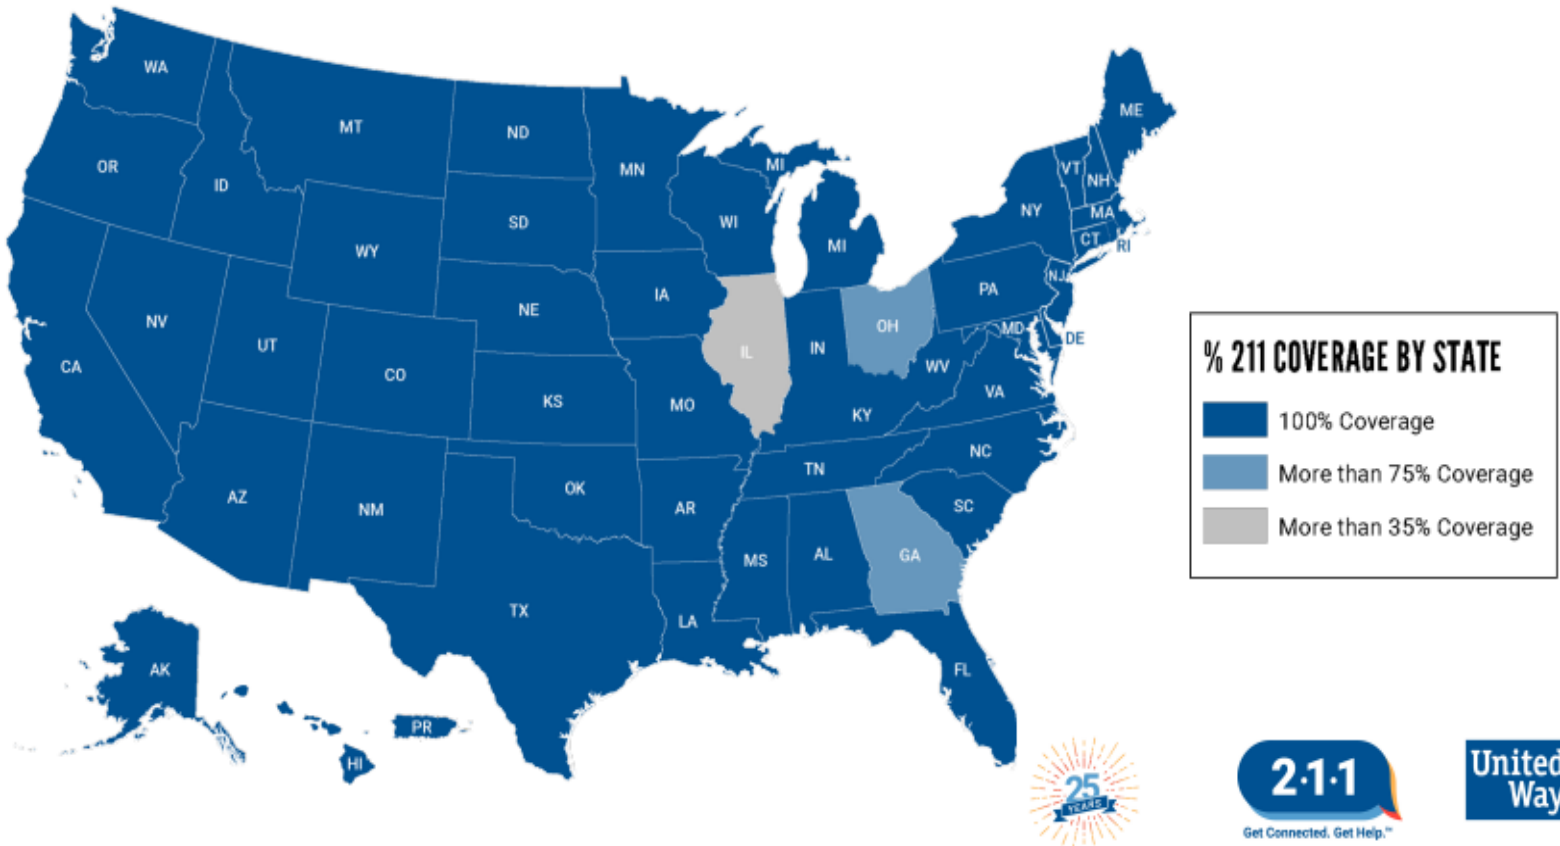 WA
MT
ND
MN
OR
ID
SD
WY
WI
MI
MI
ME
VT
NH
NY
MA
CT
RI
NV
UT
NE
IA
PA
NJ
CA
CO
KS
MO
IL
IN
OH
MD
DE
WV
VA
KY
AZ
NM
OK
AR
TN
NC
SC
TX
LA
MS
AL
GA
FL
AK
HI
PR
% 211 COVERAGE BY STATE
100% Coverage
More than 75% Coverage
More than 35% Coverage
25
YEARS
2·1·1
Get Connected. Get Help.™
United
Way